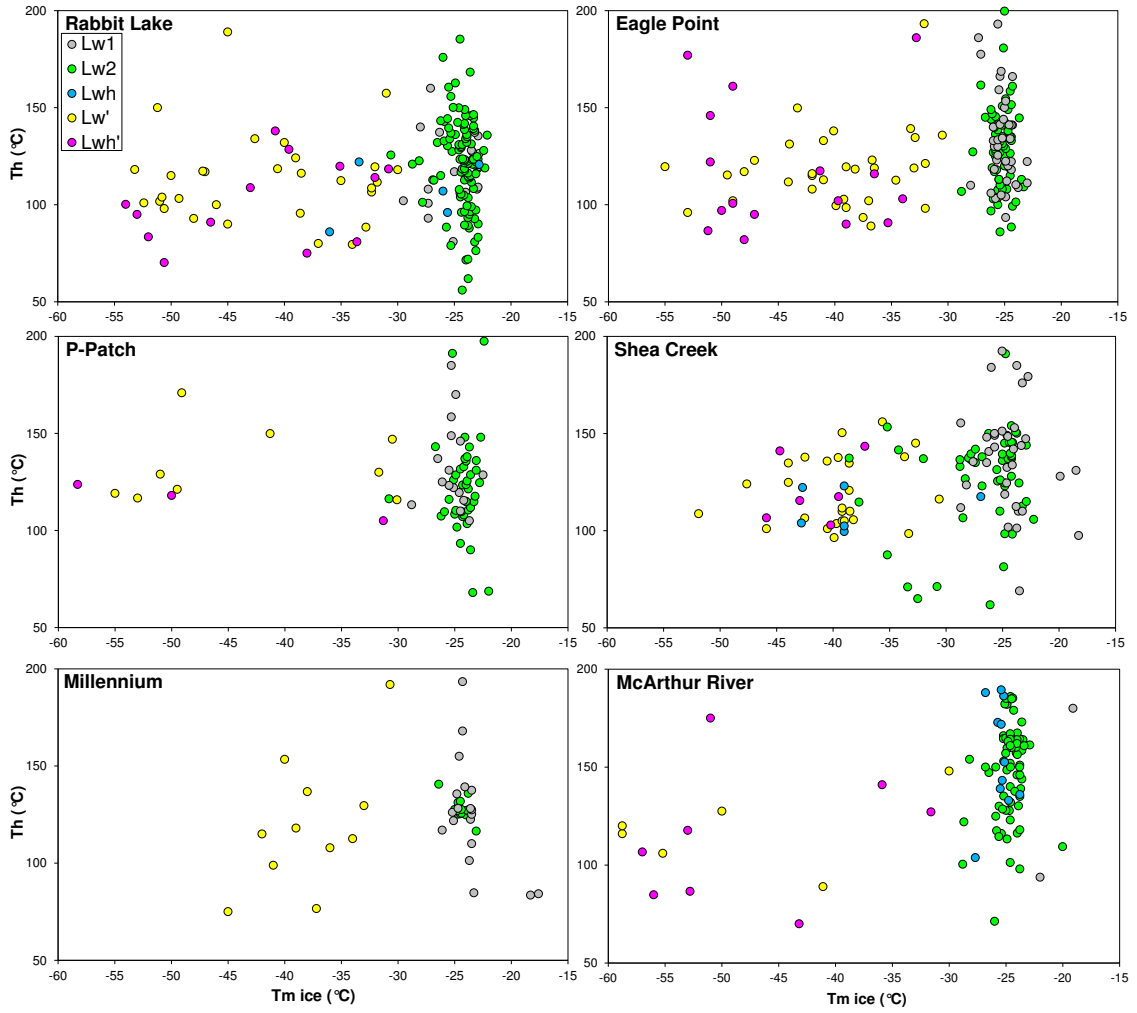 Rabbit Lake
Lw1
Lw2
Lwh
Lw'
Lwh'
Th (°C)
200
150
100
50
-60 -55 -50 -45 -40 -35 -30 -25 -20 -15
Eagle Point
200
150
100
50
-60 -55 -50 -45 -40 -35 -30 -25 -20 -15
P-Patch
Th (°C)
200
150
100
50
-60 -55 -50 -45 -40 -35 -30 -25 -20 -15
Shea Creek
200
150
100
50
-60 -55 -50 -45 -40 -35 -30 -25 -20 -15
Millennium
Th (°C)
200
150
100
50
-60 -55 -50 -45 -40 -35 -30 -25 -20 -15
Tm ice (°C)
McArthur River
200
150
100
50
-60 -55 -50 -45 -40 -35 -30 -25 -20 -15
Tm ice (°C)